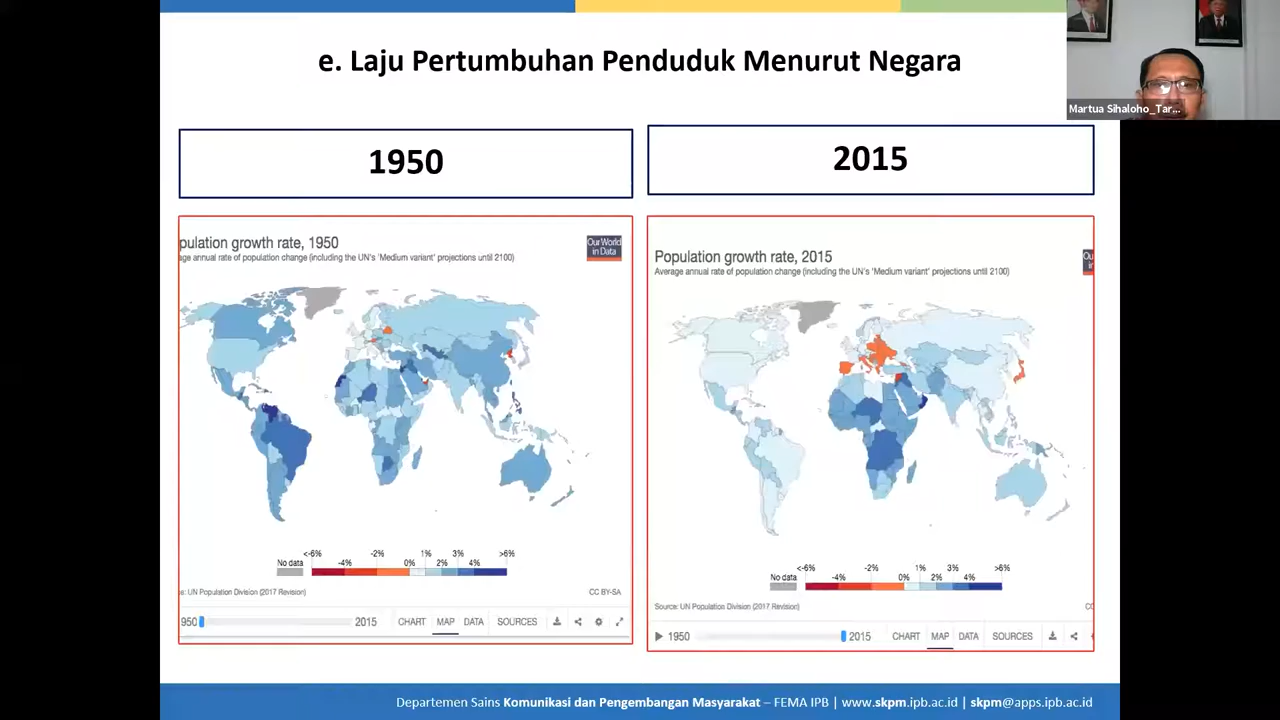 e. Laju Pertumbuhan Penduduk Menurut Negara
Martua Sihaloho_Tar...
1950
2015
pulation growth rate, 1950
age annual rate of population change (including the UN's 'Medium variant' projections until 2100)
Our World
in Data
No data
<-6%
-4%
-2%
0%
1%
2%
3%
4%
>6%
e: UN Population Division (2017 Revision)
CC BY-SA
950
2015
CHART
MAP
DATA
SOURCES
Population growth rate, 2015
Average annual rate of population change (including the UN's 'Medium variant' projections until 2100)
Ou
in
No data
<-6%
-4%
-2%
0%
1%
2%
3%
4%
>6%
Source: UN Population Division (2017 Revision)
CC
1950
2015
CHART
MAP
DATA
SOURCES
Departemen Sains Komunikasi dan Pengembangan Masyarakat – FEMA IPB | www.skpm.ipb.ac.id | skpm@apps.ipb.ac.id